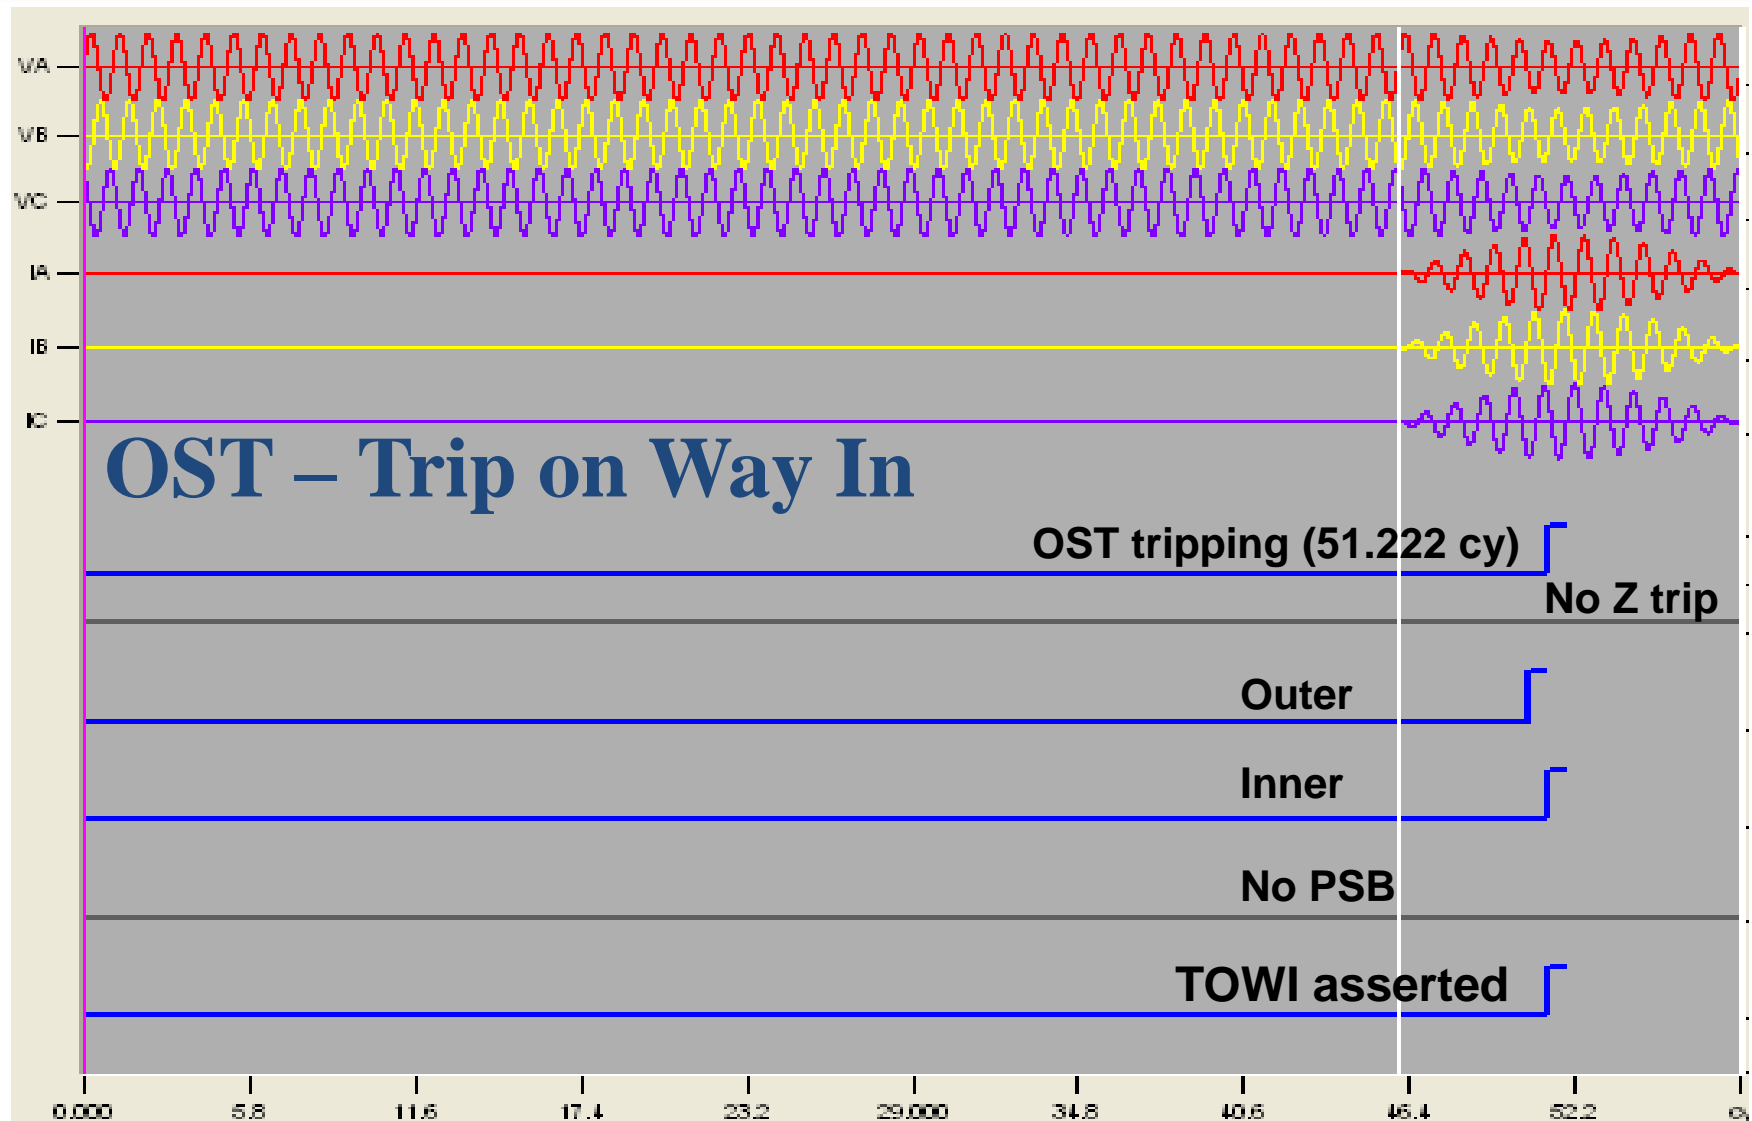 VA
VB
VC
IA
IB
IC
OST – Trip on Way In
OST tripping (51.222 cy)
No Z trip
Outer
Inner
No PSB
TOWI asserted
0.000 5.8 11.6 17.4 23.2 29.000 34.8 40.6 46.4 52.2